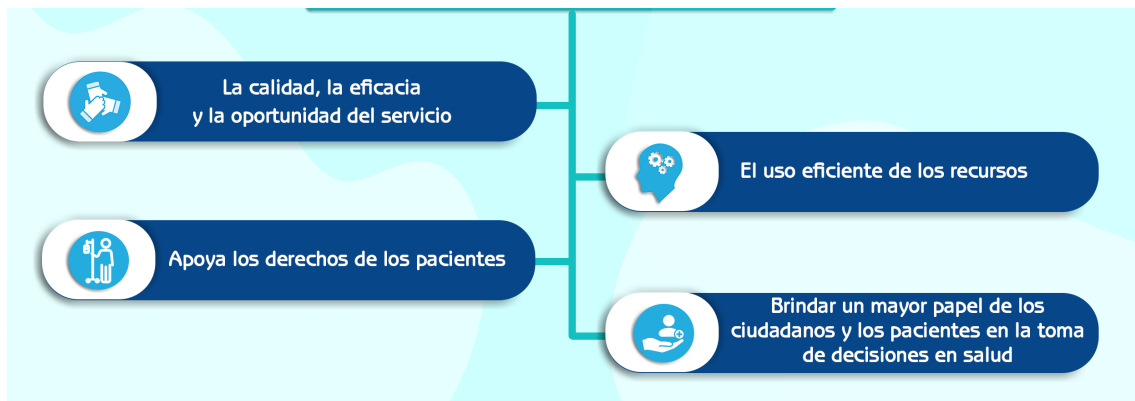 La calidad, la eficacia
y la oportunidad del servicio
El uso eficiente de los recursos
Apoya los derechos de los pacientes
Brindar un mayor papel de los
ciudadanos y los pacientes en la toma
de decisiones en salud